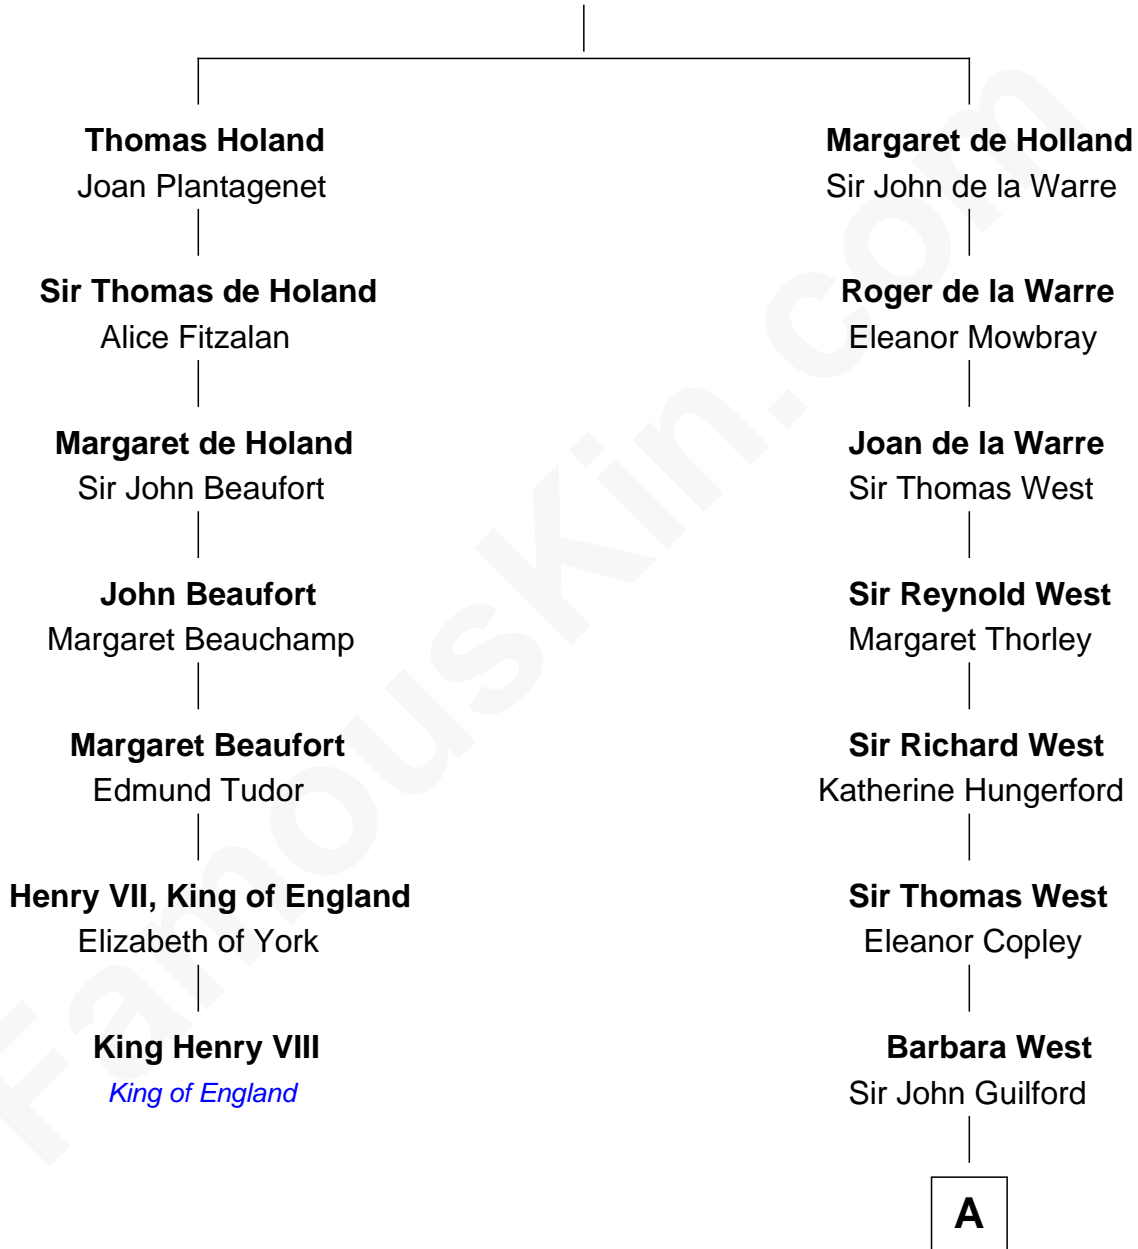 Thomas Holand
Joan Plantagenet
Margaret de Holland
Sir John de la Warre
Sir Thomas de Holand
Alice Fitzalan
Roger de la Warre
Eleanor Mowbray
Margaret de Holand
Sir John Beaufort
Joan de la Warre
Sir Thomas West
John Beaufort
Margaret Beauchamp
Sir Reynold West
Margaret Thorley
Margaret Beaufort
Edmund Tudor
Sir Richard West
Katherine Hungerford
Henry VII, King of England
Elizabeth of York
Sir Thomas West
Eleanor Copley
King Henry VIII
King of England
Barbara West
Sir John Guilford
A
FamousKin.com